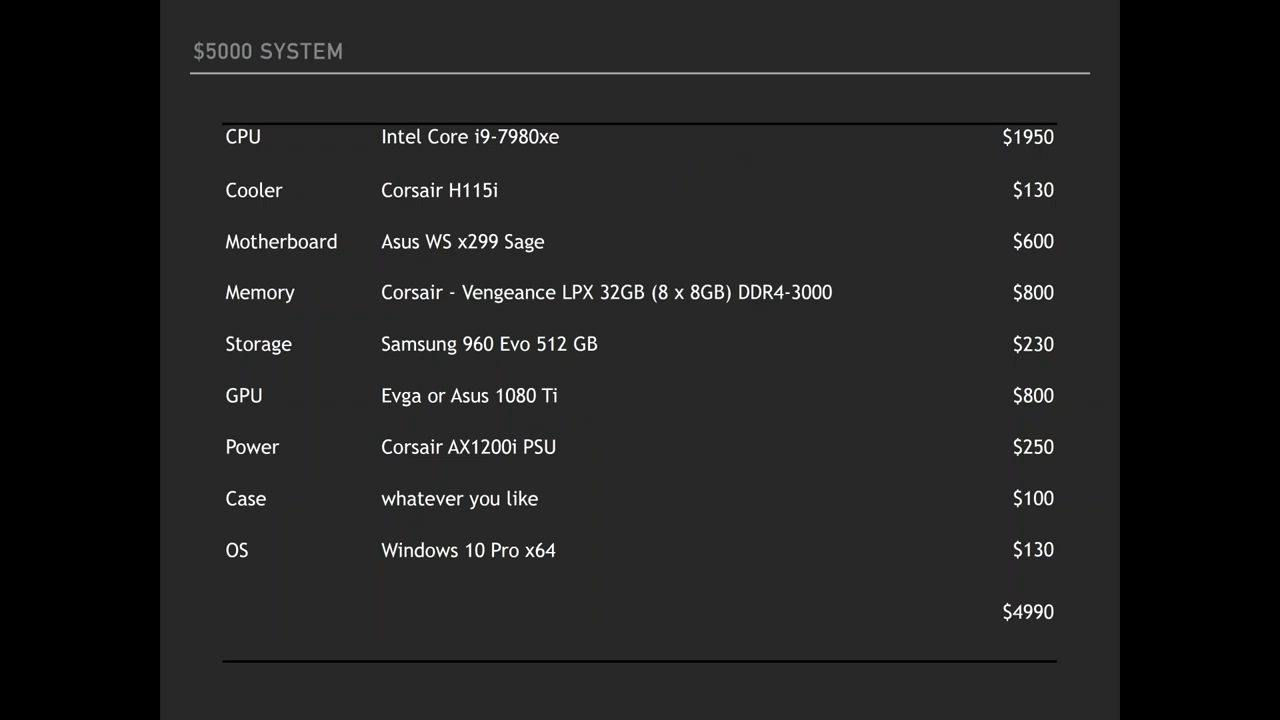 $5000 SYSTEM
CPU Intel Core i9-7980xe $1950
Cooler Corsair H115i $130
Motherboard Asus WS x299 Sage $600
Memory Corsair - Vengeance LPX 32GB (8 x 8GB) DDR4-3000 $800
Storage Samsung 960 Evo 512 GB $230
GPU Evga or Asus 1080 Ti $800
Power Corsair AX1200i PSU $250
Case whatever you like $100
OS Windows 10 Pro x64 $130
$4990